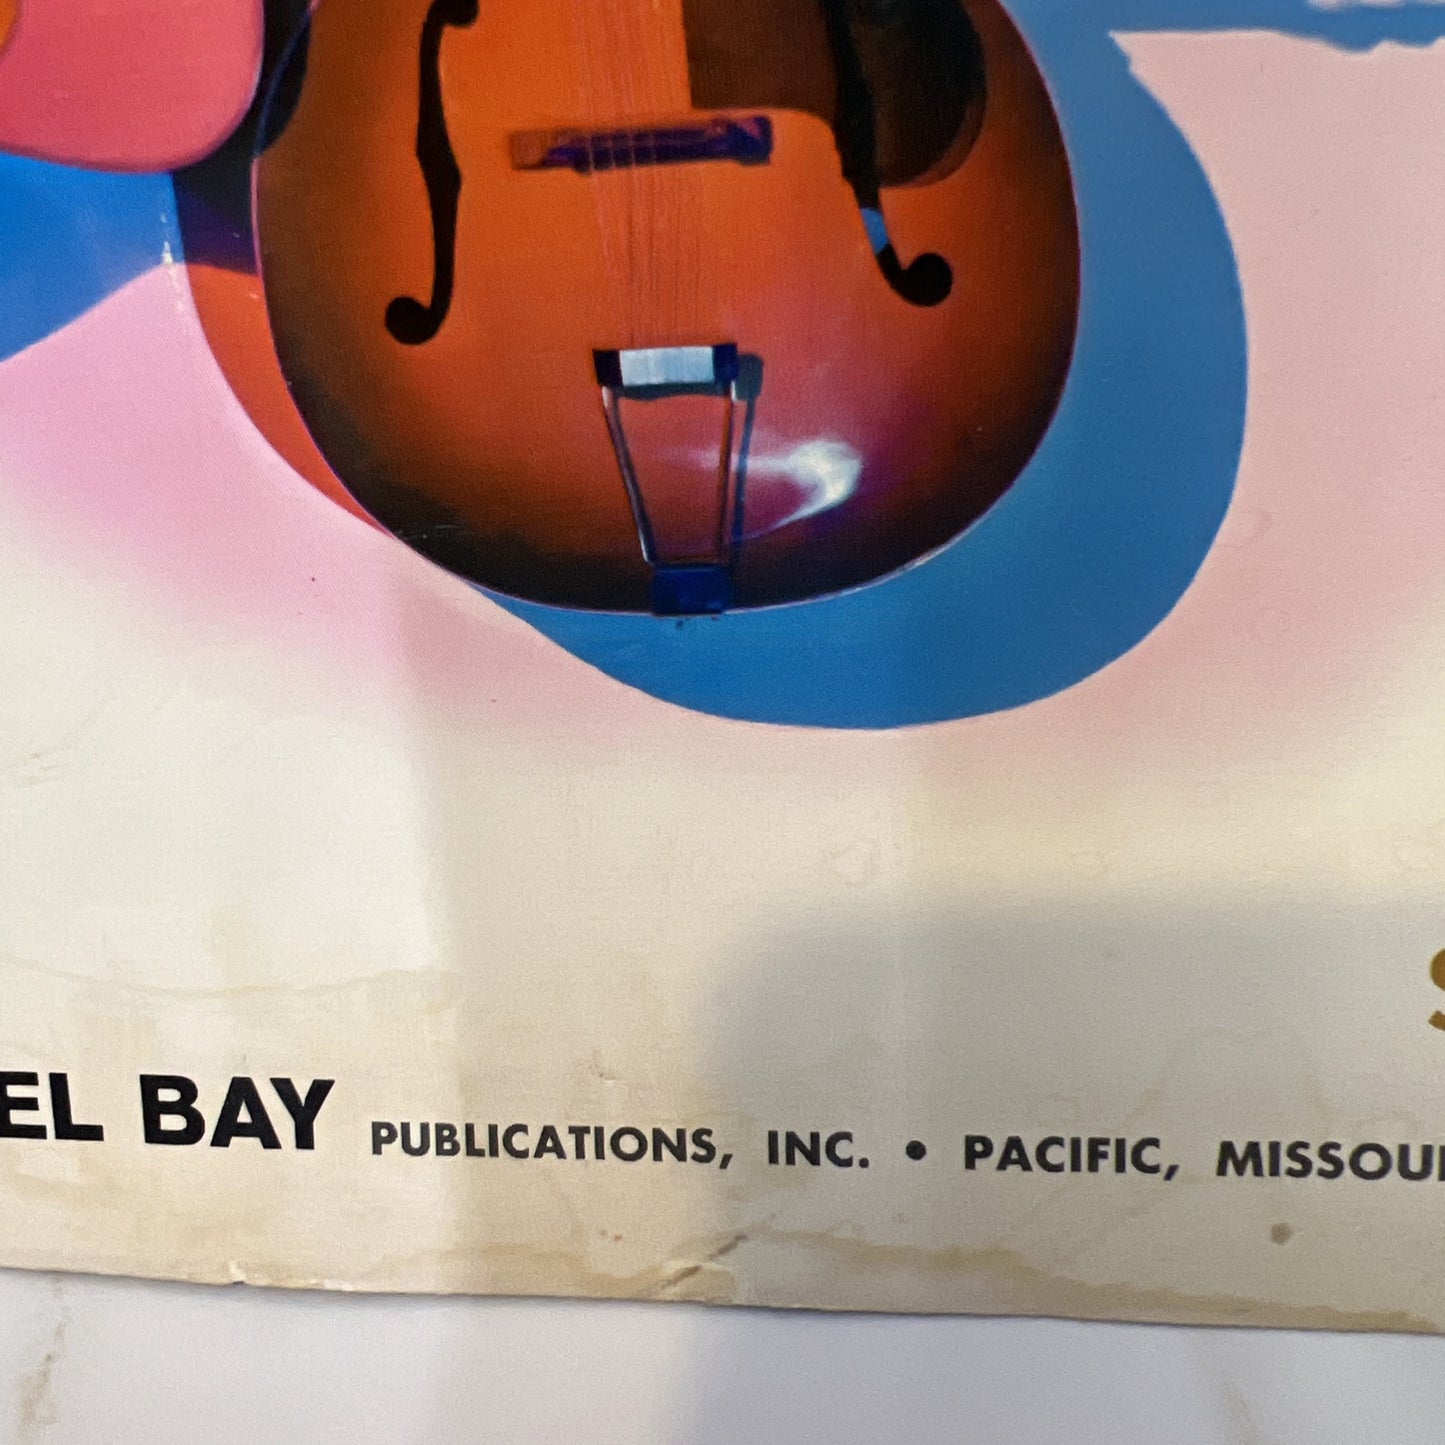 S
EL BAY PUBLICATIONS, INC. • PACIFIC, MISSOU